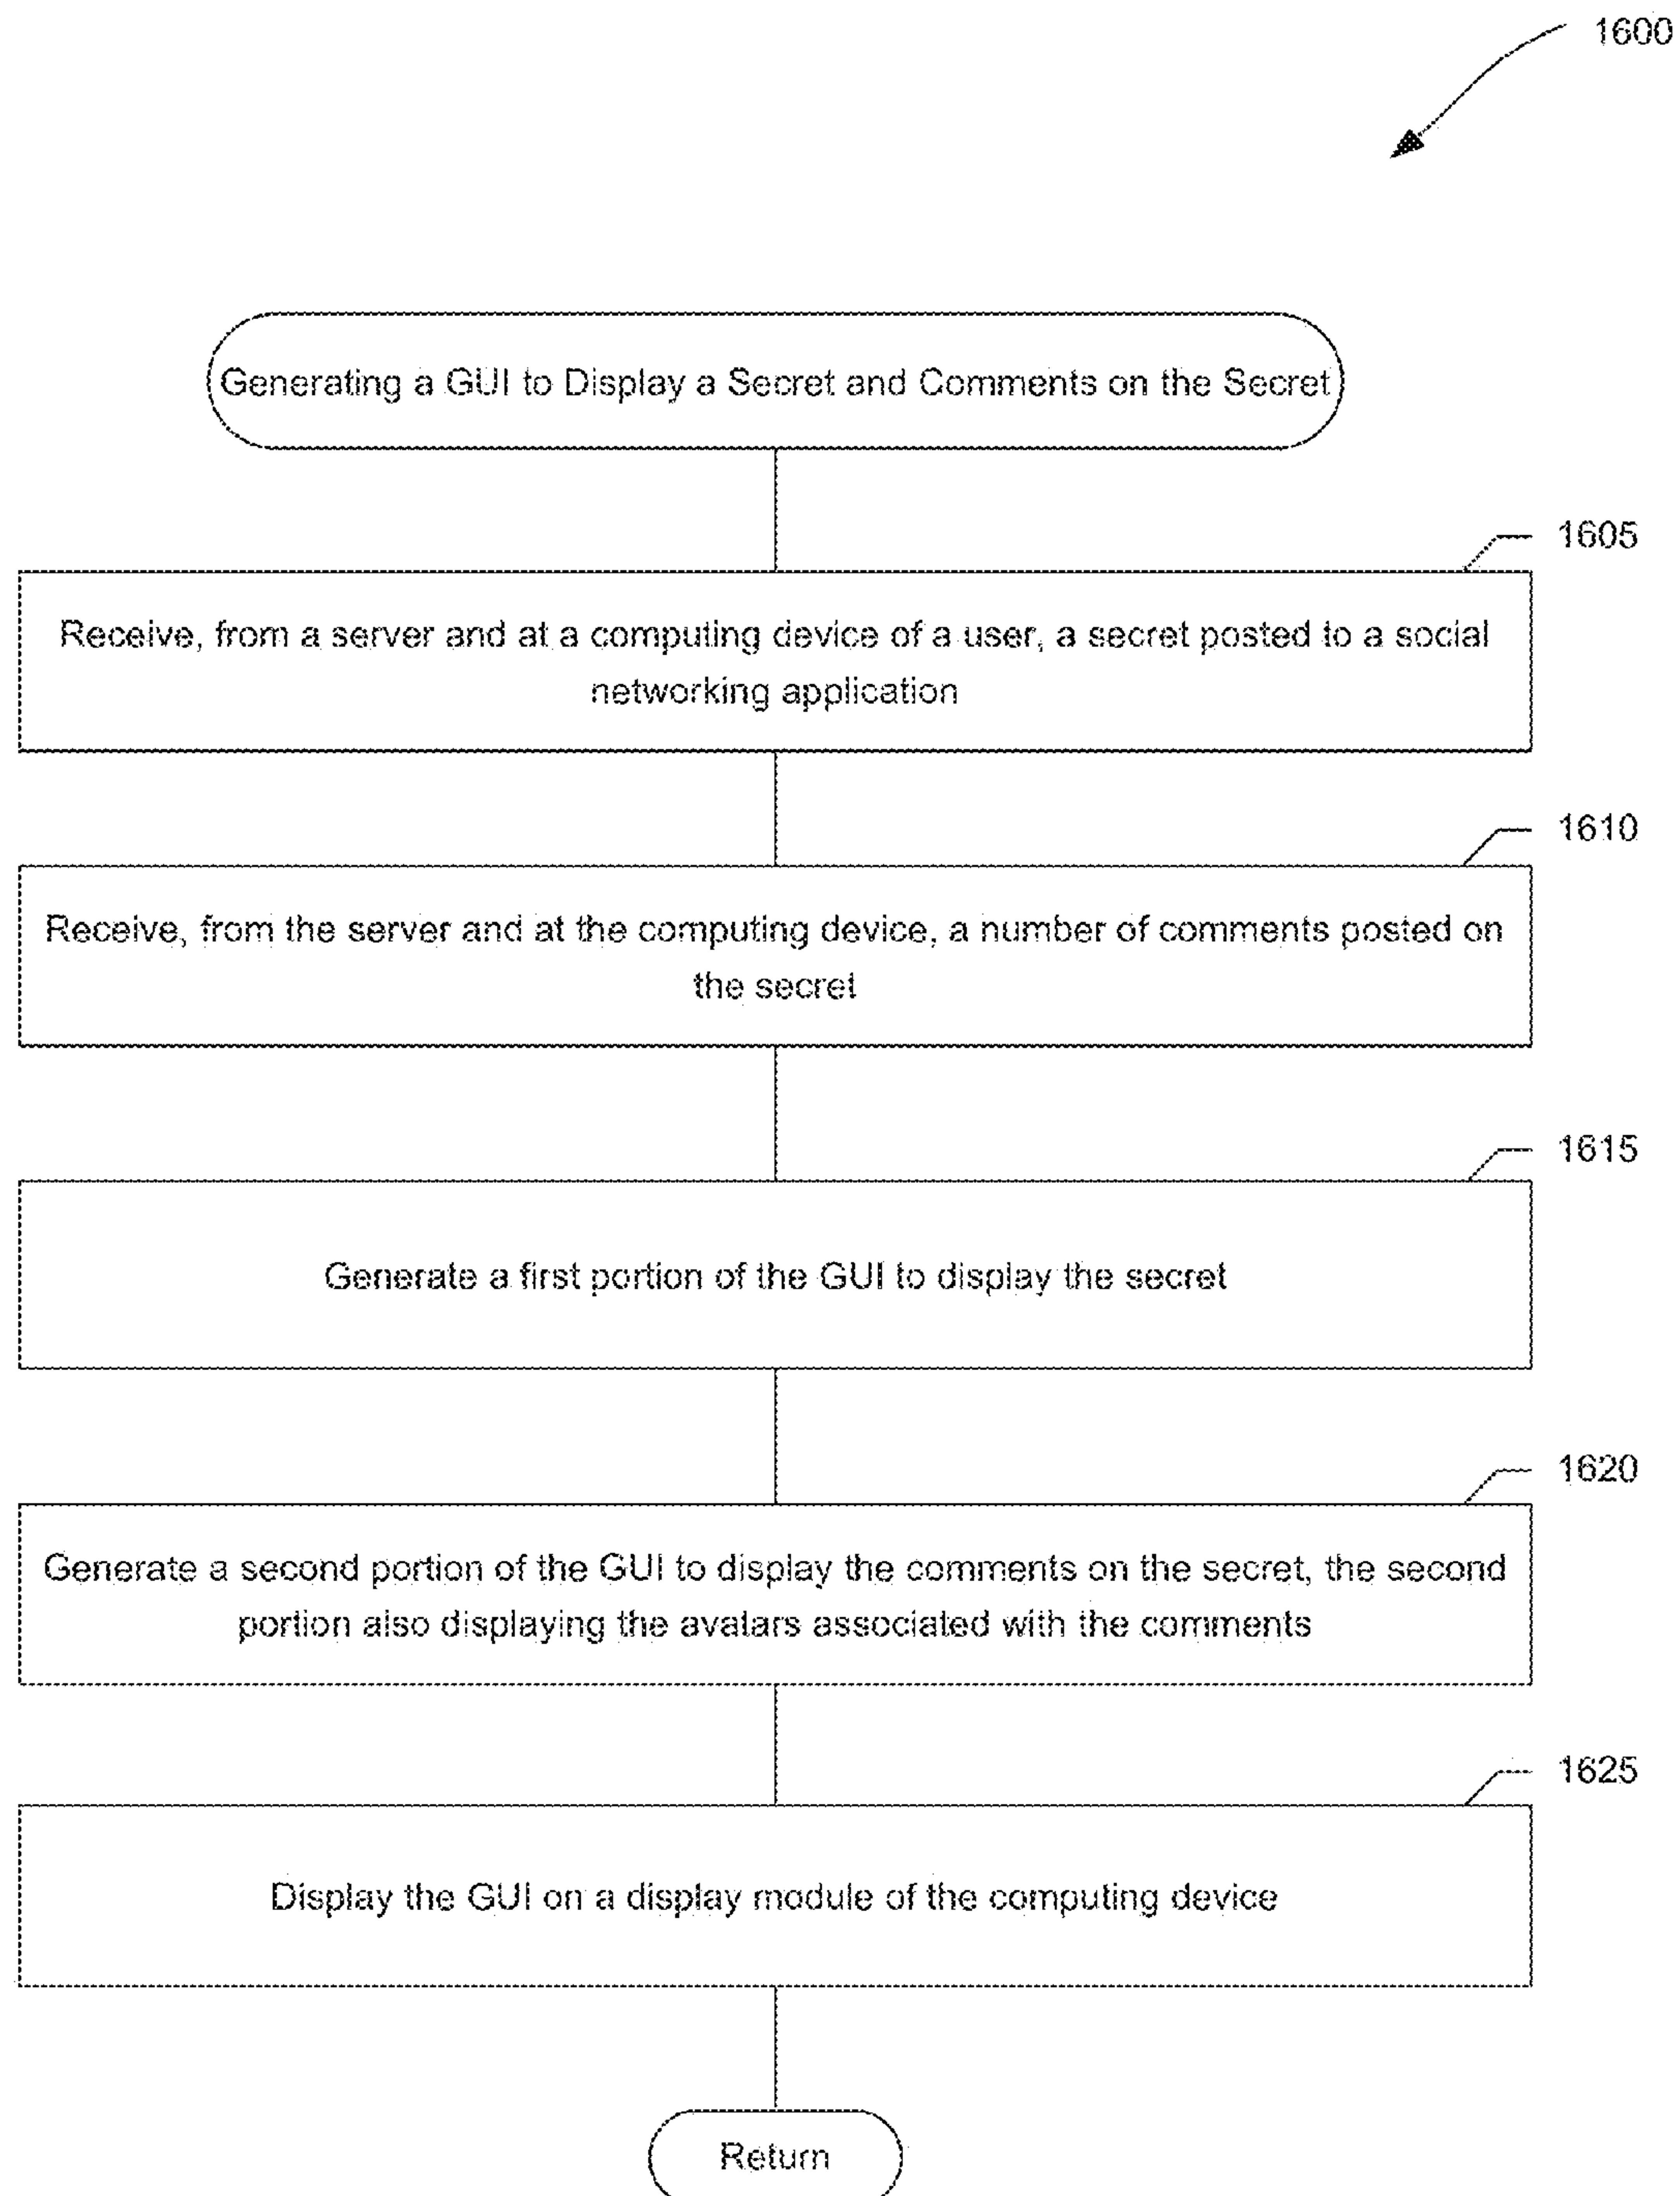 1600
Generating a GUI to Display a Secret and Comments on the Secret
1605
Receive, from a server and at a computing device of a user, a secret posted to a social
networking application
1610
Receive, from the server and at the computing device, a number of comments posted on
the secret
1615
Generate a first portion of the GUI to display the secret
1620
Generate a second portion of the GUI to display the comments on the secret, the second
portion also displaying the avatars associated with the comments
1625
Display the GUI on a display module of the computing device
Return